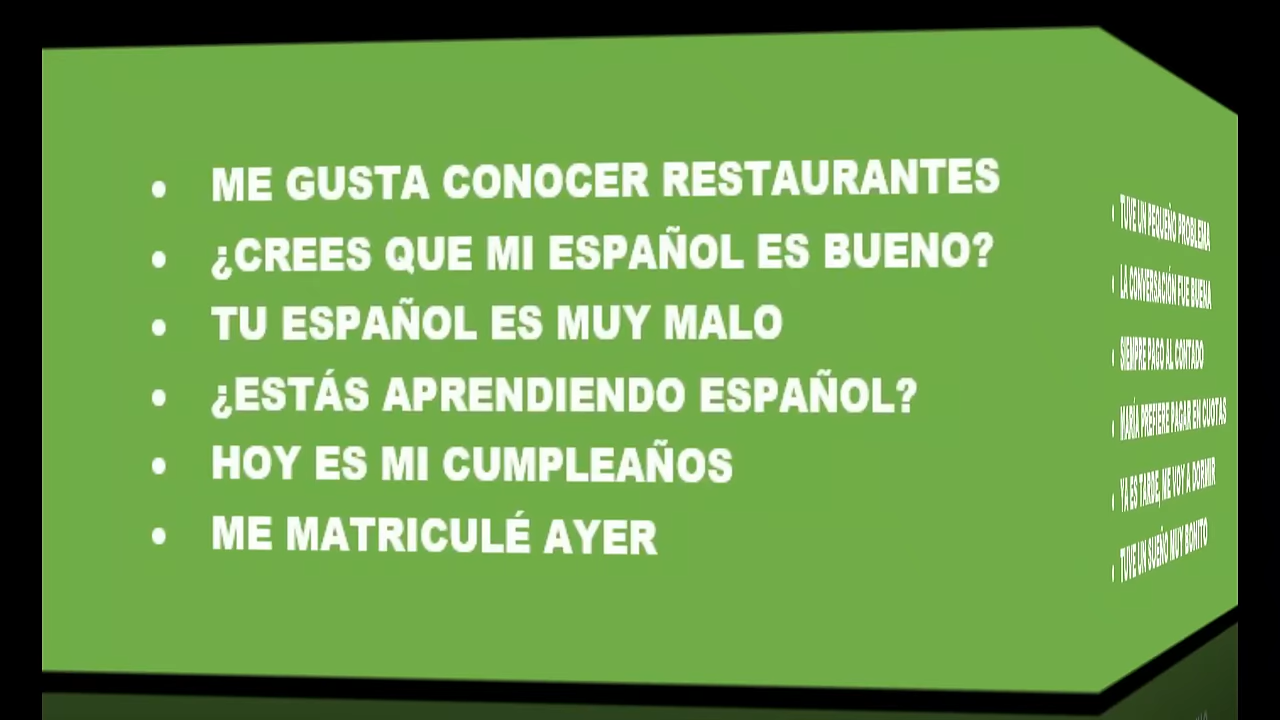 • ME GUSTA CONOCER RESTAURANTES
• ¿CREES QUE MI ESPAÑOL ES BUENO?
• TU ESPAÑOL ES MUY MALO
• ¿ESTÁS APRENDIENDO ESPAÑOL?
• HOY ES MI CUMPLEAÑOS
• ME MATRICULÉ AYER
• TUVE UN PEQUEÑO PROBLEMA
• LA CONVERSACIÓN FUE BUENA
• SIEMPRE PAGO AL CONTADO
• MARÍA PREFIERE PAGAR EN CUOTAS
• YA ES TARDE, ME VOY A DORMIR
• TUVE UN SUEÑO MUY BONITO